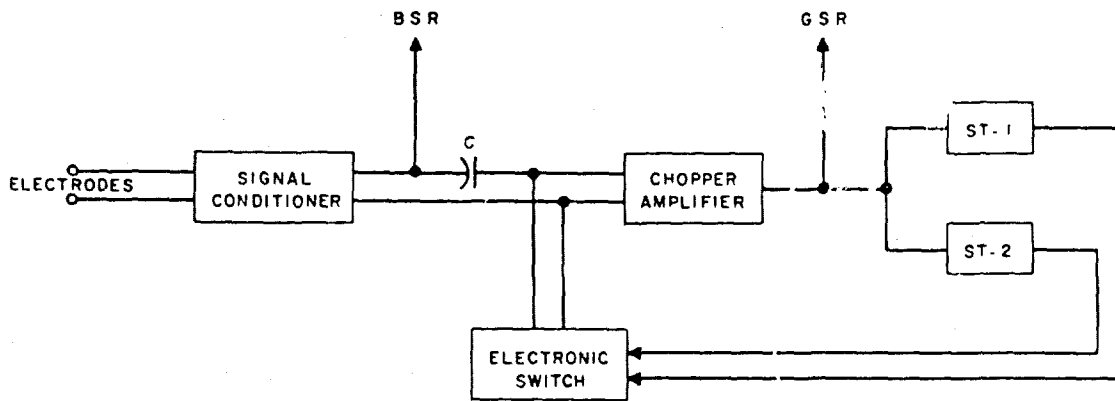 BSR
GSR
C
ELECTRODES
SIGNAL
CONDITIONER
CHOPPER
AMPLIFIER
ST-1
ST-2
ELECTRONIC
SWITCH